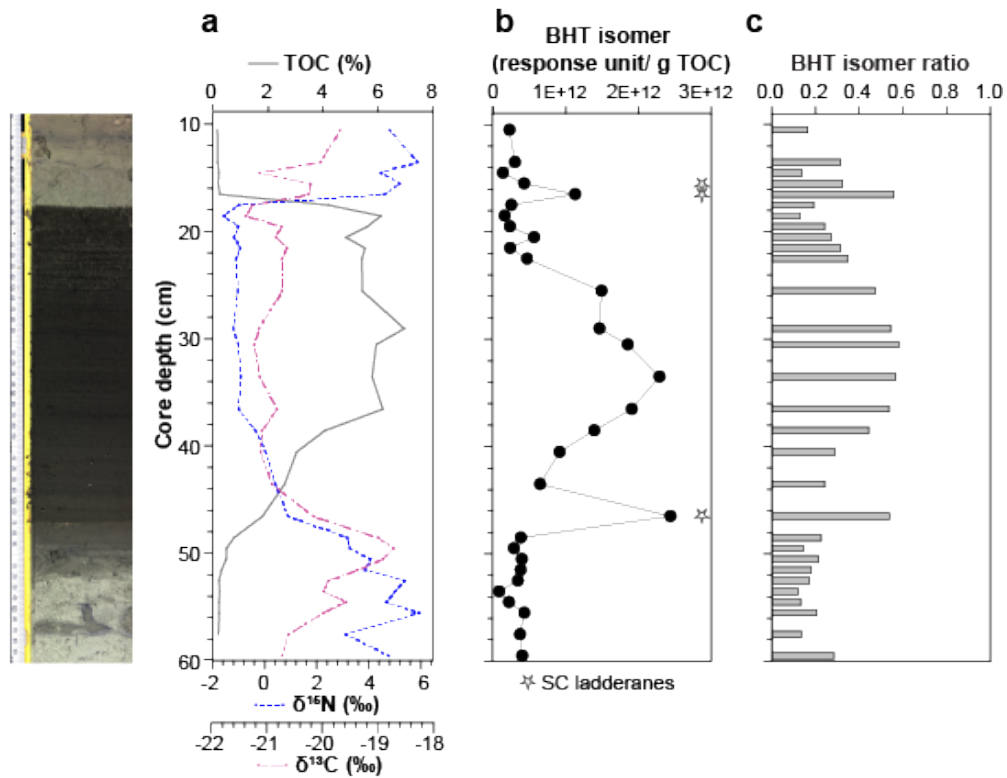 a
b
c
TOC (%)
BHT isomer
(response unit/ g TOC)
BHT isomer ratio
0 2 4 6 8
0 1E+12 2E+12 3E+12
0.0 0.2 0.4 0.6 0.8 1.0
10
20
30
40
50
60
Core depth (cm)
-2 0 2 4 6
δ¹⁵N (‰)
-22 -21 -20 -19 -18
δ¹³C (‰)
SC ladderanes